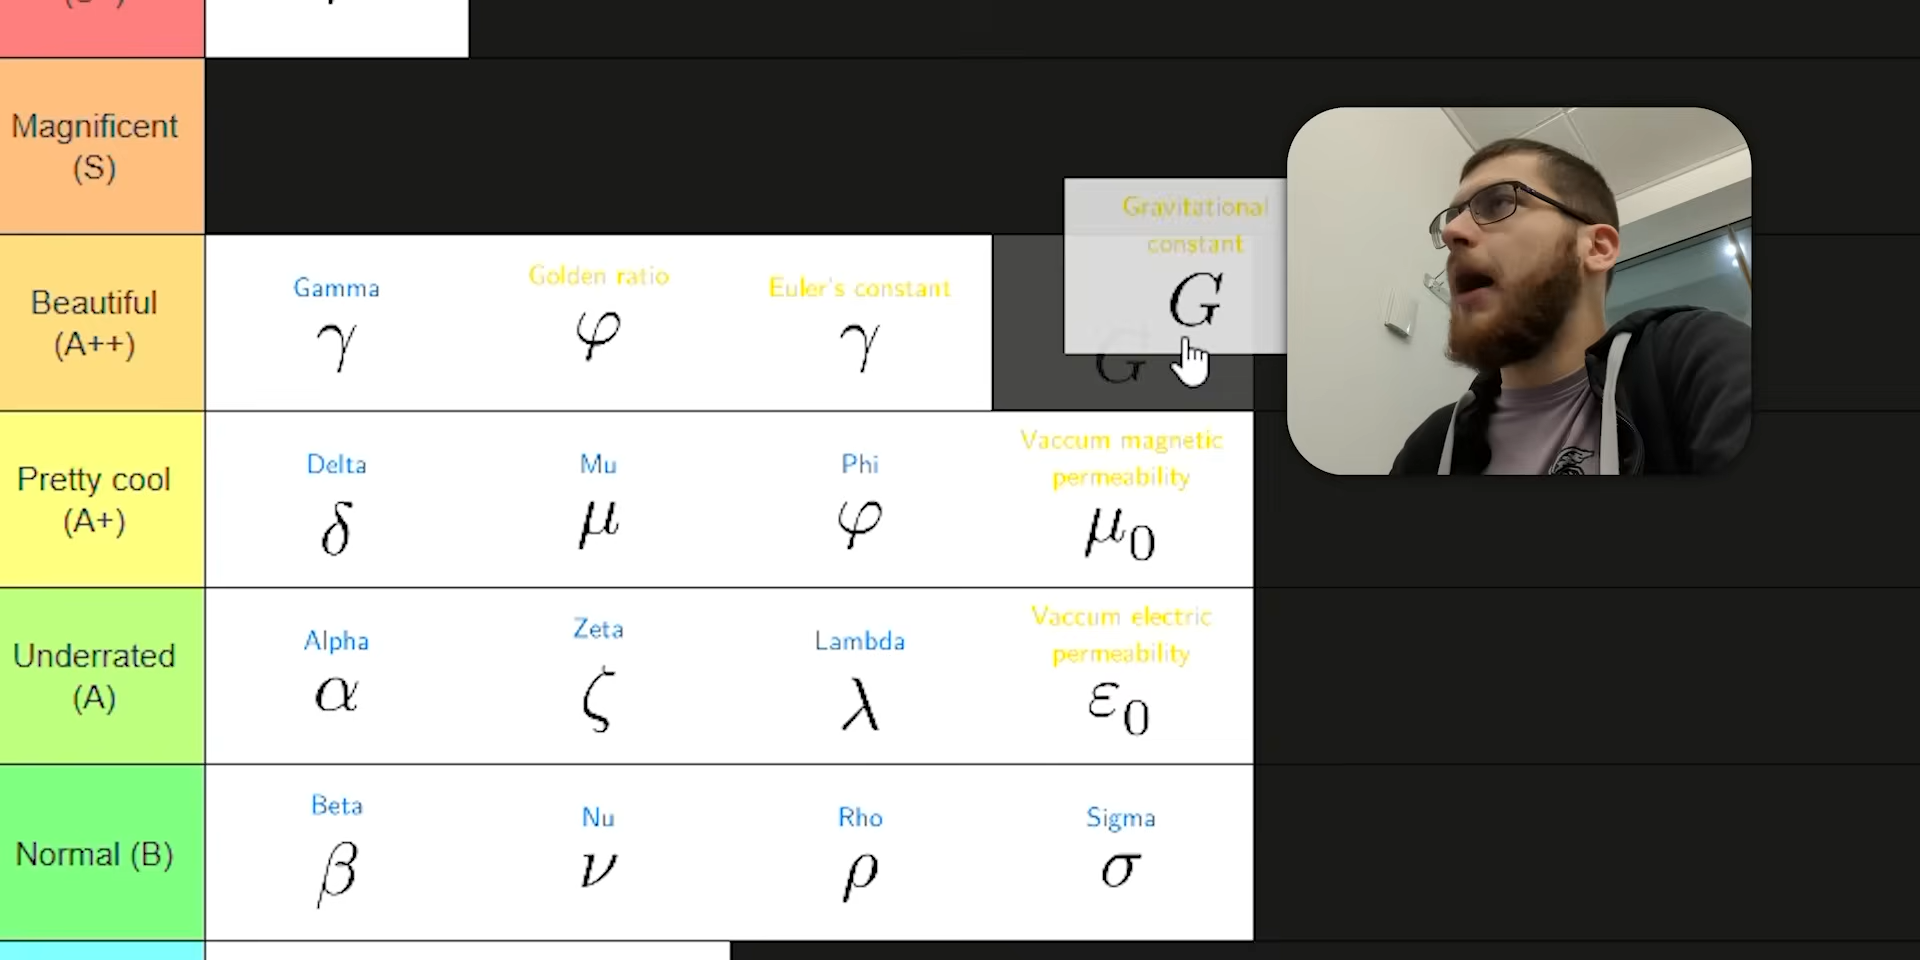 Magnificent
(S)
Gravitational
constant
G
Beautiful
(A++)
Gamma
γ
Golden ratio
φ
Euler's constant
γ
G
Pretty cool
(A+)
Delta
δ
Mu
μ
Phi
φ
Vaccum magnetic
permeability
μ0
Underrated
(A)
Alpha
α
Zeta
ζ
Lambda
λ
Vaccum electric
permeability
ε0
Normal (B)
Beta
β
Nu
ν
Rho
ρ
Sigma
σ